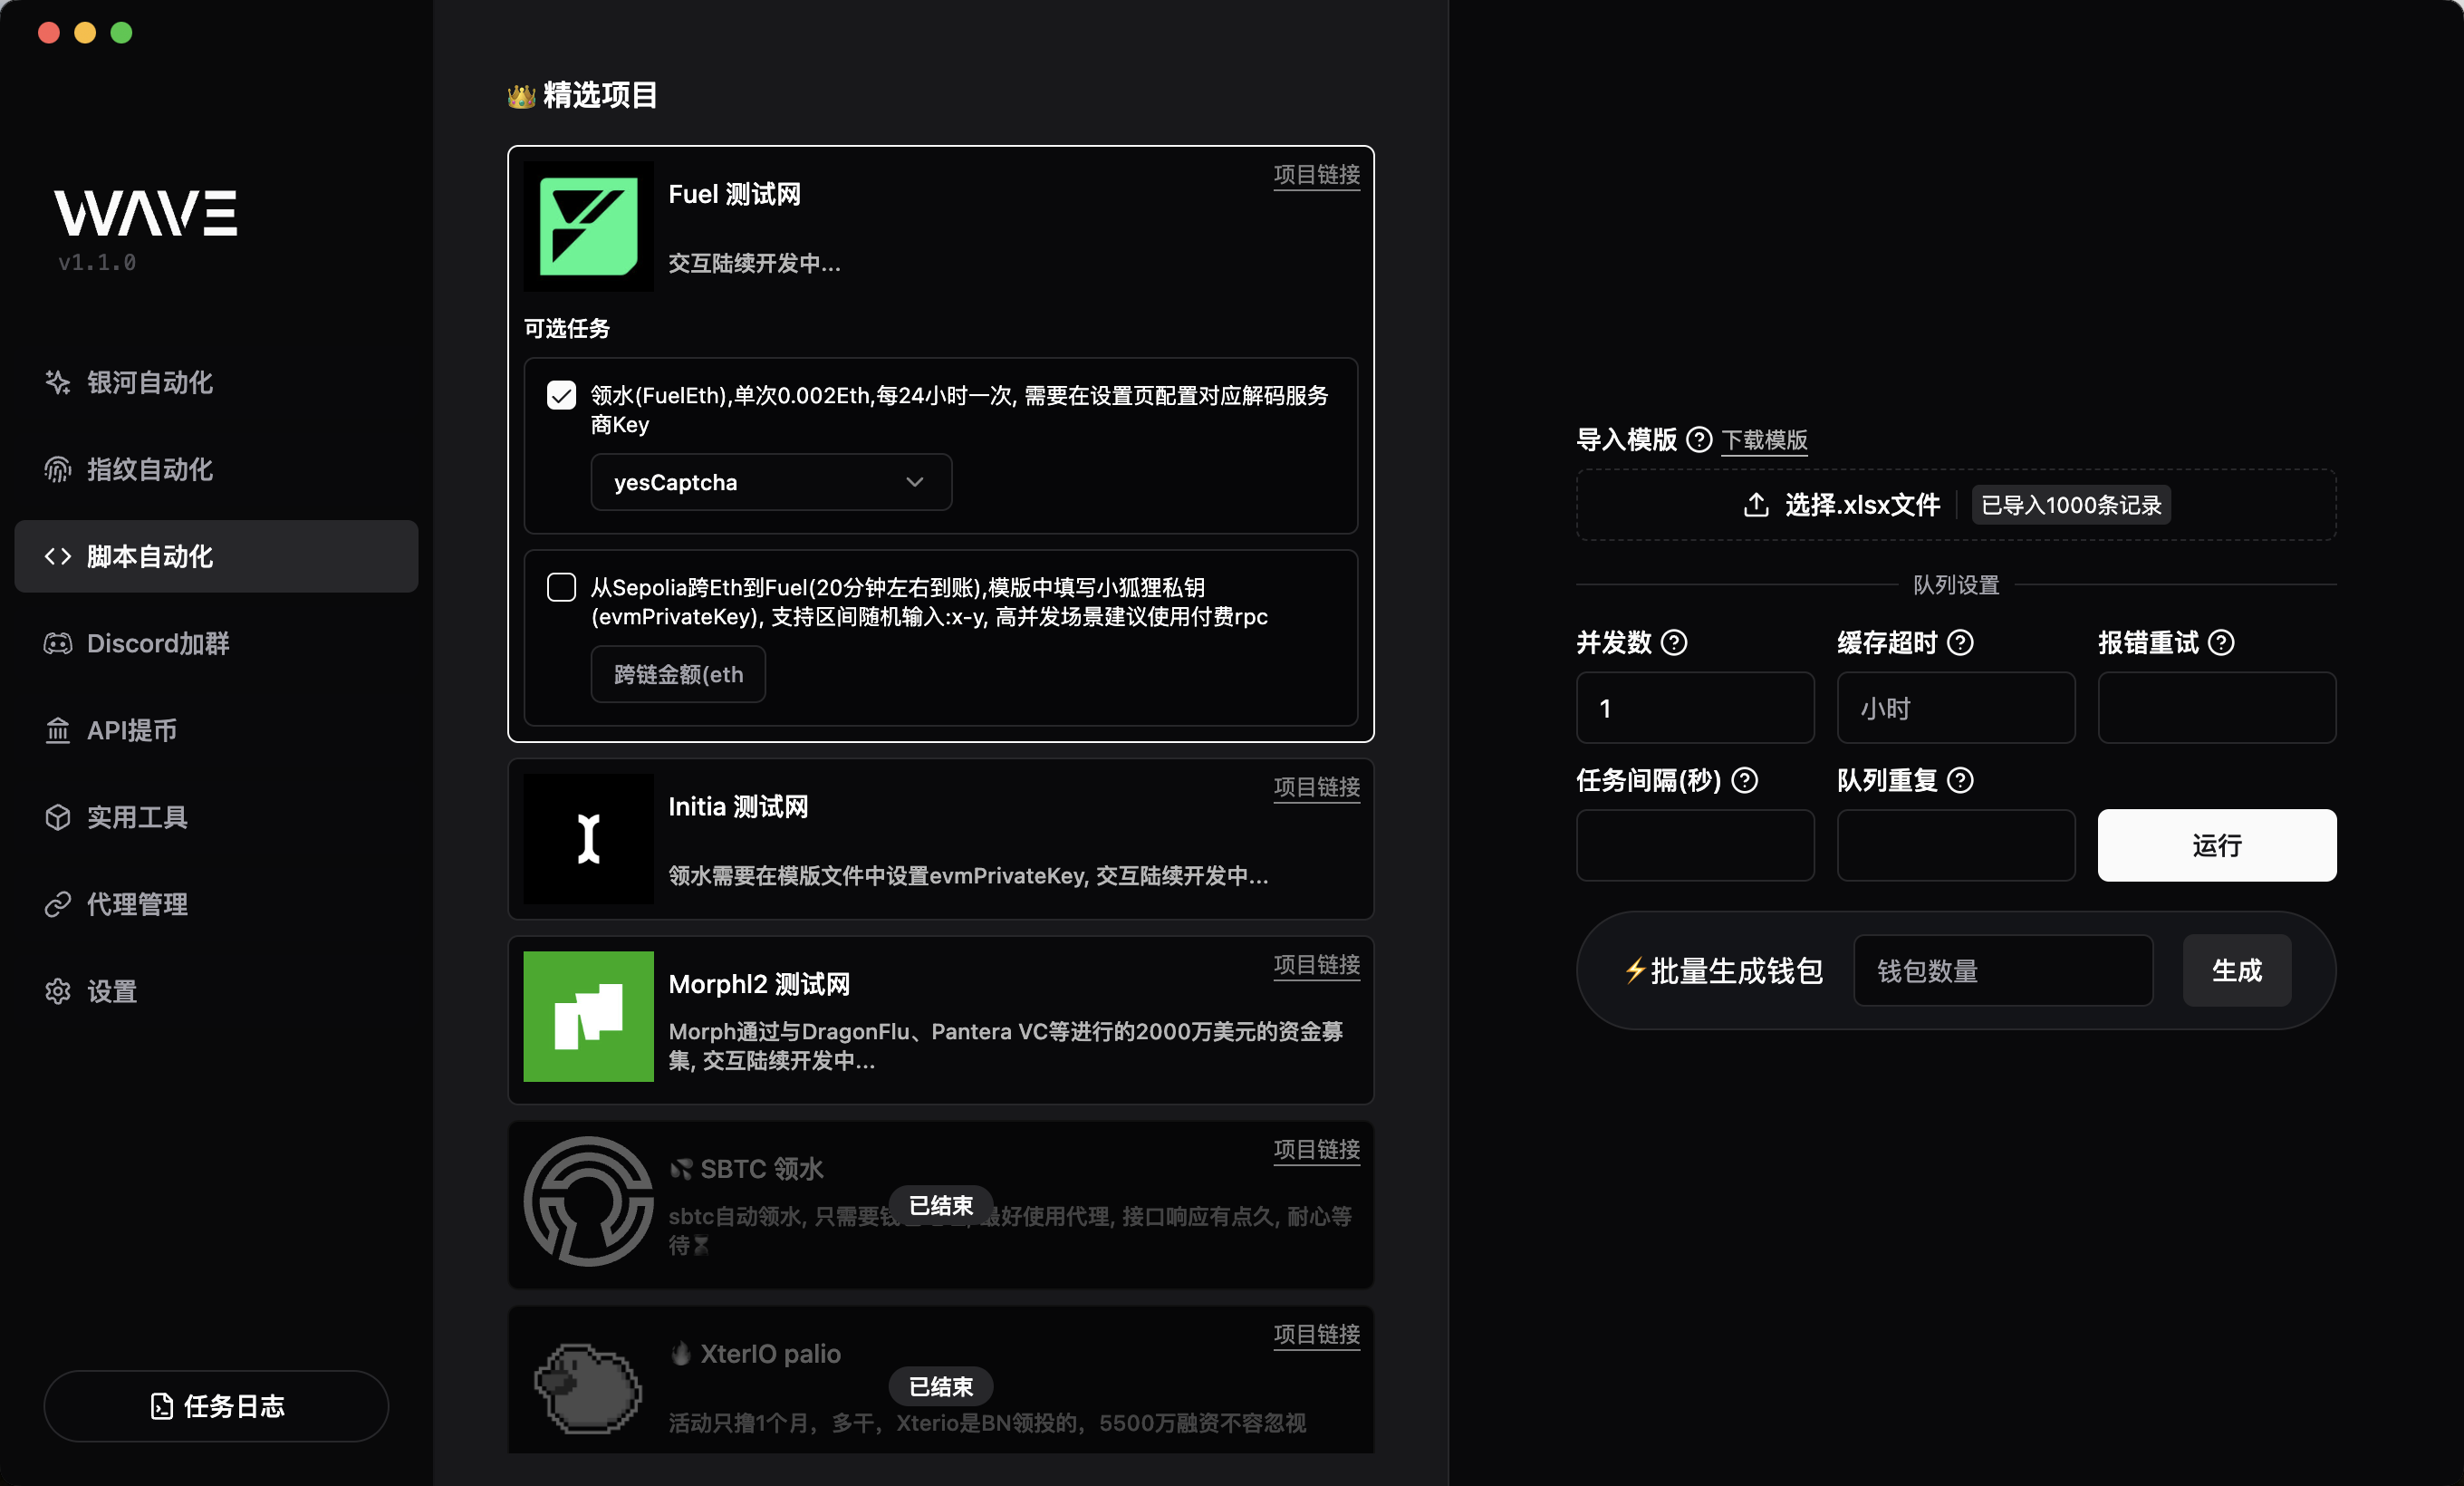 WAVE
v1.1.0
银河自动化
指纹自动化
脚本自动化
Discord加群
API提币
实用工具
代理管理
设置
任务日志
👑 精选项目
Fuel 测试网
项目链接
交互陆续开发中...
可选任务
领水(FuelEth),单次0.002Eth,每24小时一次, 需要在设置页配置对应解码服务
商Key
yesCaptcha
从Sepolia跨Eth到Fuel(20分钟左右到账),模版中填写小狐狸私钥
(evmPrivateKey), 支持区间随机输入:x-y, 高并发场景建议使用付费rpc
跨链金额(eth
Initia 测试网
项目链接
领水需要在模版文件中设置evmPrivateKey, 交互陆续开发中...
Morphl2 测试网
项目链接
Morph通过与DragonFlu、Pantera VC等进行的2000万美元的资金募
集, 交互陆续开发中...
💦 SBTC 领水
项目链接
已结束
sbtc自动领水, 只需要钱 最好使用代理, 接口响应有点久, 耐心等
待⏳
🔥 XterIO palio
项目链接
已结束
活动只撸1个月，多干，Xterio是BN领投的，5500万融资不容忽视
导入模版 下载模版
选择.xlsx文件 已导入1000条记录
队列设置
并发数 缓存超时 报错重试
1 小时
任务间隔(秒) 队列重复
运行
⚡批量生成钱包 钱包数量 生成